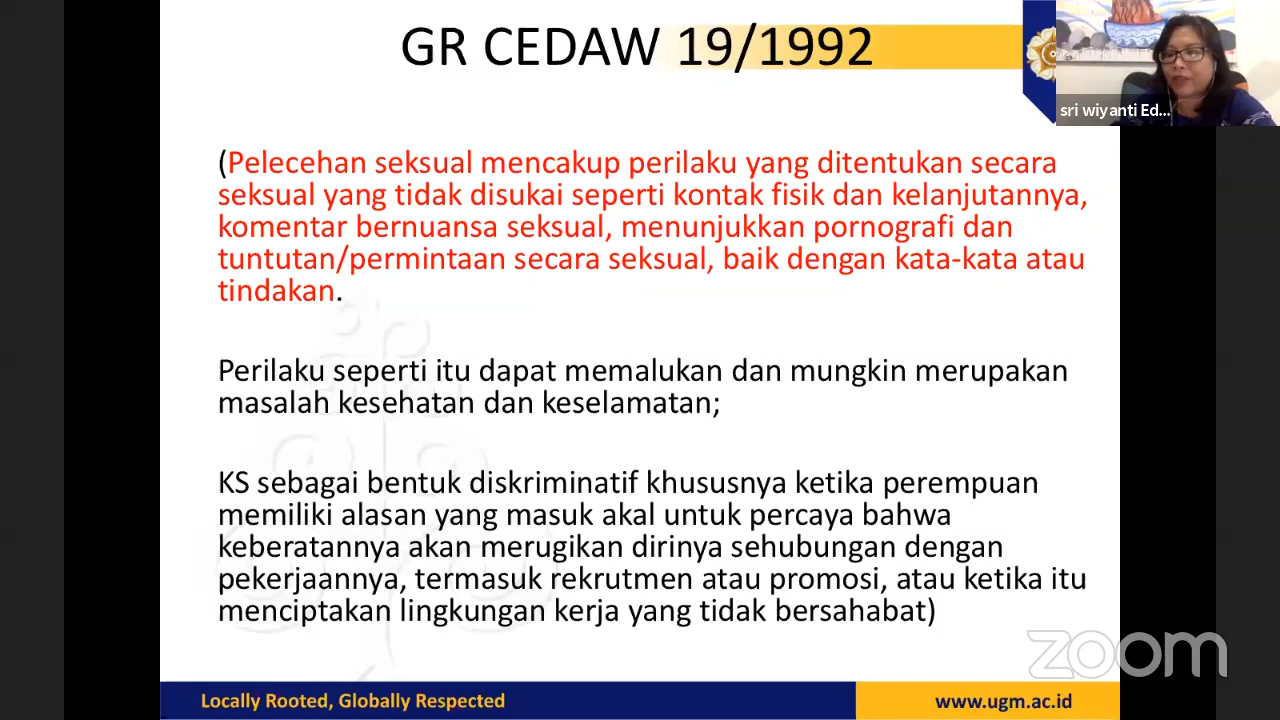 GR CEDAW 19/1992
sri wiyanti Ed...
(Pelecehan seksual mencakup perilaku yang ditentukan secara
seksual yang tidak disukai seperti kontak fisik dan kelanjutannya,
komentar bernuansa seksual, menunjukkan pornografi dan
tuntutan/permintaan secara seksual, baik dengan kata-kata atau
tindakan.
Perilaku seperti itu dapat memalukan dan mungkin merupakan
masalah kesehatan dan keselamatan;
KS sebagai bentuk diskriminatif khususnya ketika perempuan
memiliki alasan yang masuk akal untuk percaya bahwa
keberatannya akan merugikan dirinya sehubungan dengan
pekerjaannya, termasuk rekrutmen atau promosi, atau ketika itu
menciptakan lingkungan kerja yang tidak bersahabat)
zoom
Locally Rooted, Globally Respected
www.ugm.ac.id